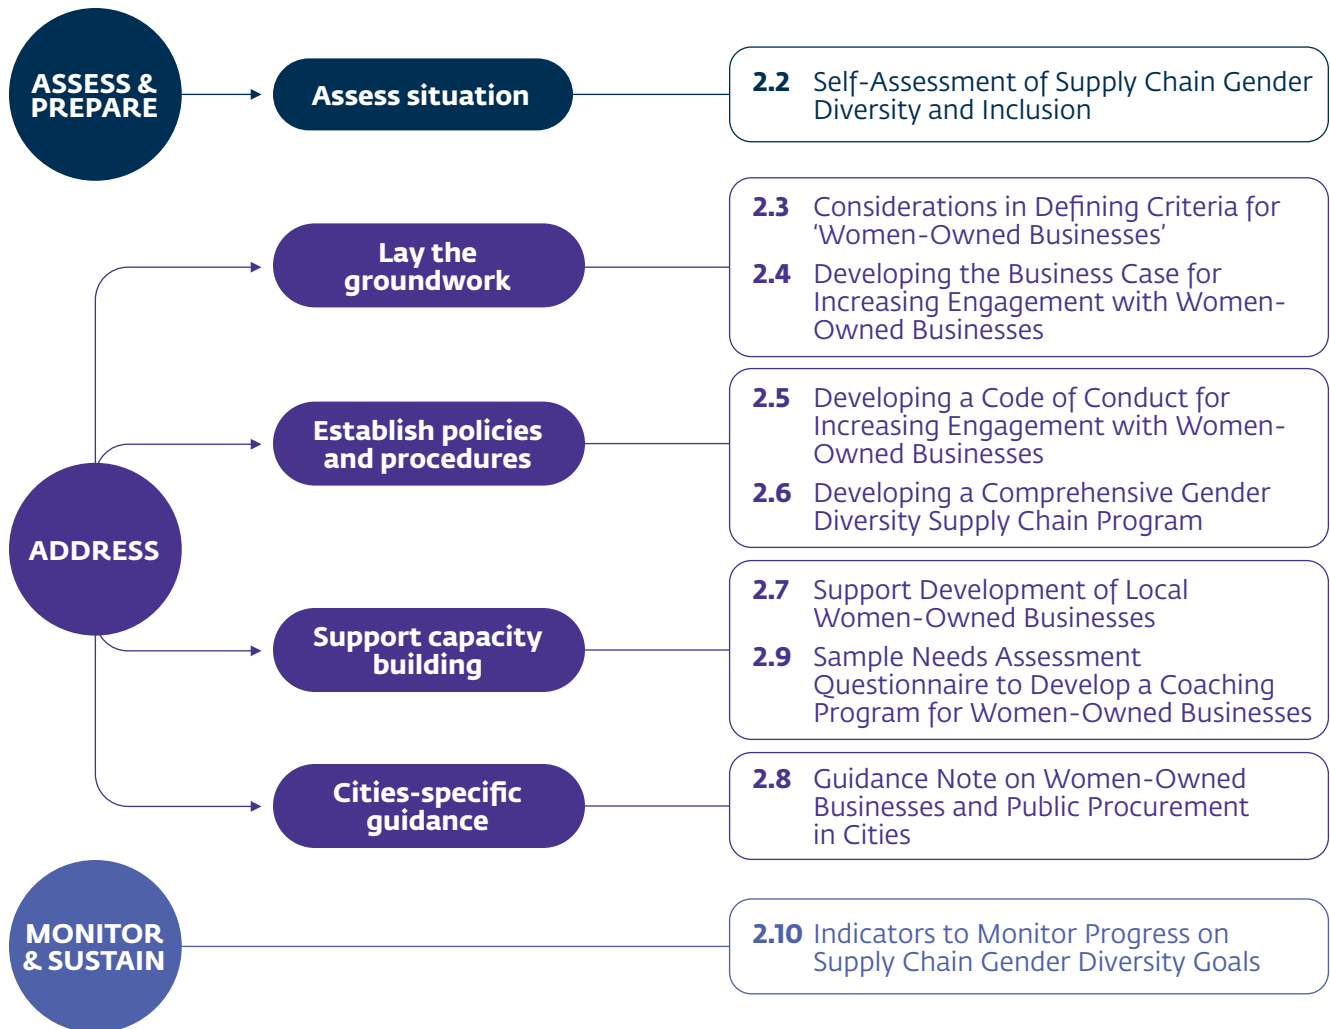 ASSESS &
PREPARE
Assess situation
2.2 Self-Assessment of Supply Chain Gender
Diversity and Inclusion
ADDRESS
Lay the
groundwork
2.3 Considerations in Defining Criteria for
‘Women-Owned Businesses’
2.4 Developing the Business Case for
Increasing Engagement with Women-
Owned Businesses
Establish policies
and procedures
2.5 Developing a Code of Conduct for
Increasing Engagement with Women-
Owned Businesses
2.6 Developing a Comprehensive Gender
Diversity Supply Chain Program
Support capacity
building
2.7 Support Development of Local
Women-Owned Businesses
2.9 Sample Needs Assessment
Questionnaire to Develop a Coaching
Program for Women-Owned Businesses
Cities-specific
guidance
2.8 Guidance Note on Women-Owned
Businesses and Public Procurement
in Cities
MONITOR
& SUSTAIN
2.10 Indicators to Monitor Progress on
Supply Chain Gender Diversity Goals